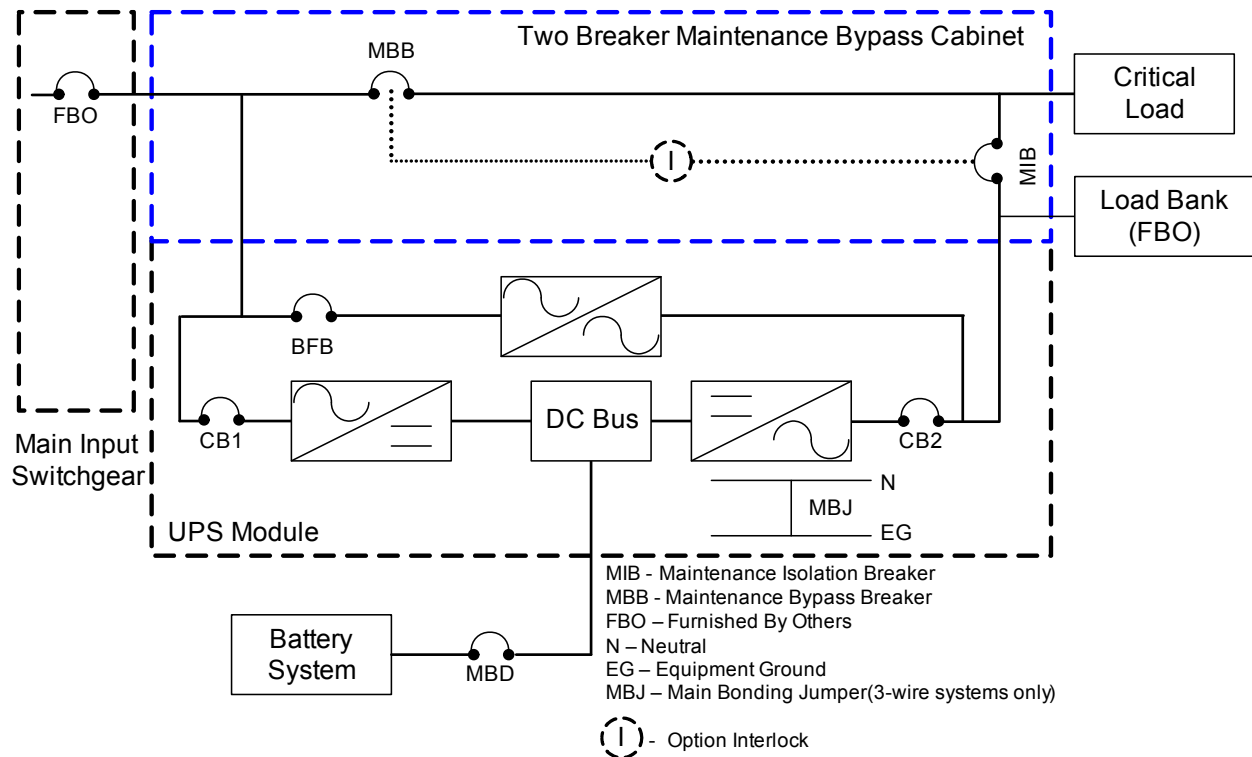 Two Breaker Maintenance Bypass Cabinet
MBB
FBO
Critical
Load
I
MIB
Load Bank
(FBO)
BFB
CB1
DC Bus
CB2
Main Input
Switchgear
N
MBJ
EG
UPS Module
MIB - Maintenance Isolation Breaker
MBB - Maintenance Bypass Breaker
FBO – Furnished By Others
N – Neutral
EG – Equipment Ground
MBJ – Main Bonding Jumper(3-wire systems only)
Battery
System
MBD
I - Option Interlock